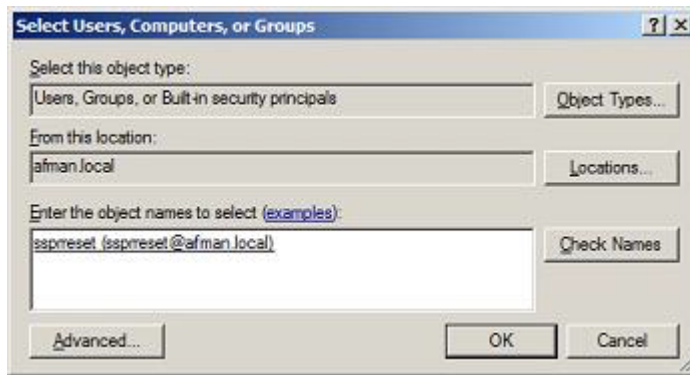 Select Users, Computers, or Groups
Select this object type:
Users, Groups, or Built-in security principals
Object Types...
From this location:
afman.local
Locations...
Enter the object names to select (examples):
ssprreset (ssprreset@afman.local)
Check Names
Advanced...
OK
Cancel